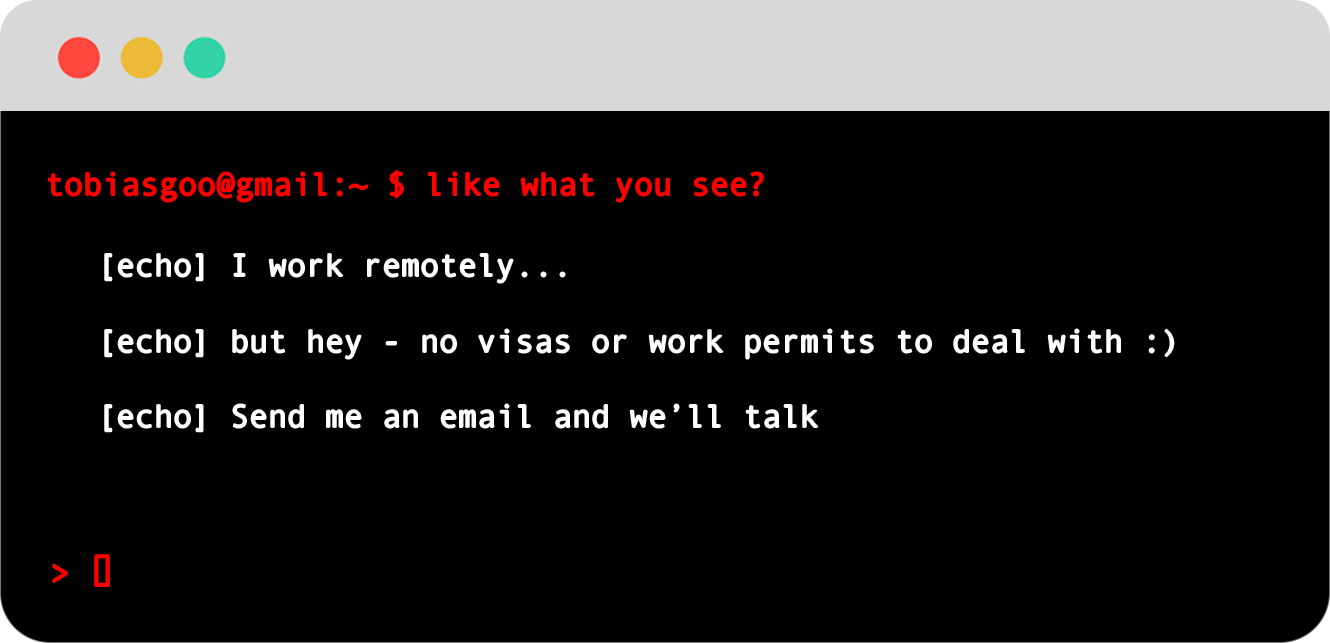 tobiasgoo@gmail:~ $ like what you see?
[echo] I work remotely...
[echo] but hey - no visas or work permits to deal with :)
[echo] Send me an email and we’ll talk
>